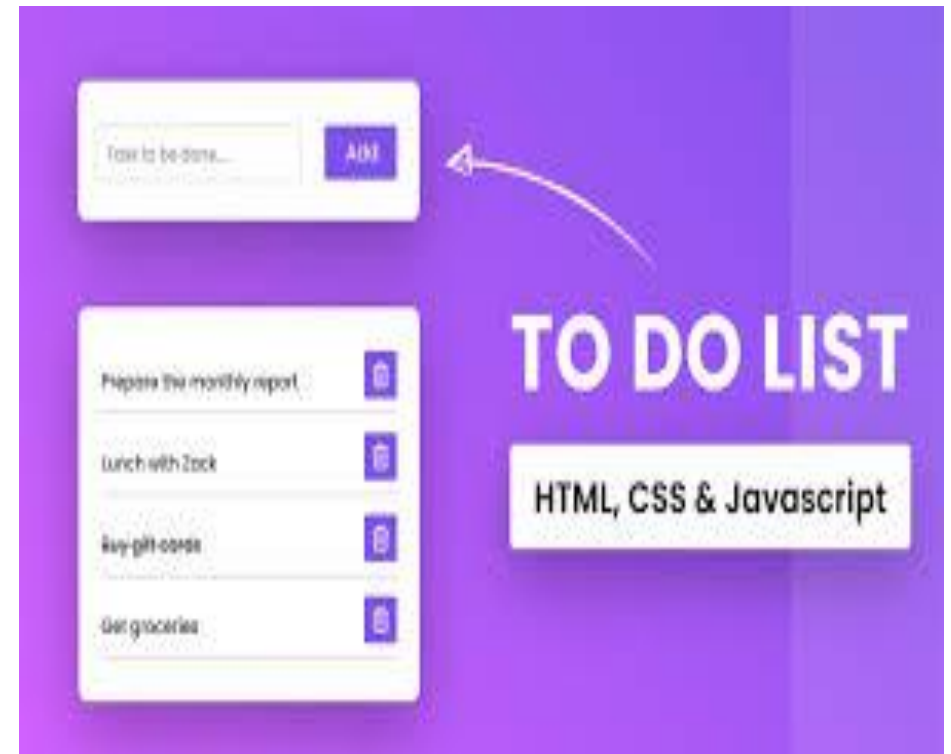 Task to be done...
Add
Prepare the monthly report
Lunch with Zack
Buy gift cards
Get groceries
TO DO LIST
HTML, CSS & Javascript